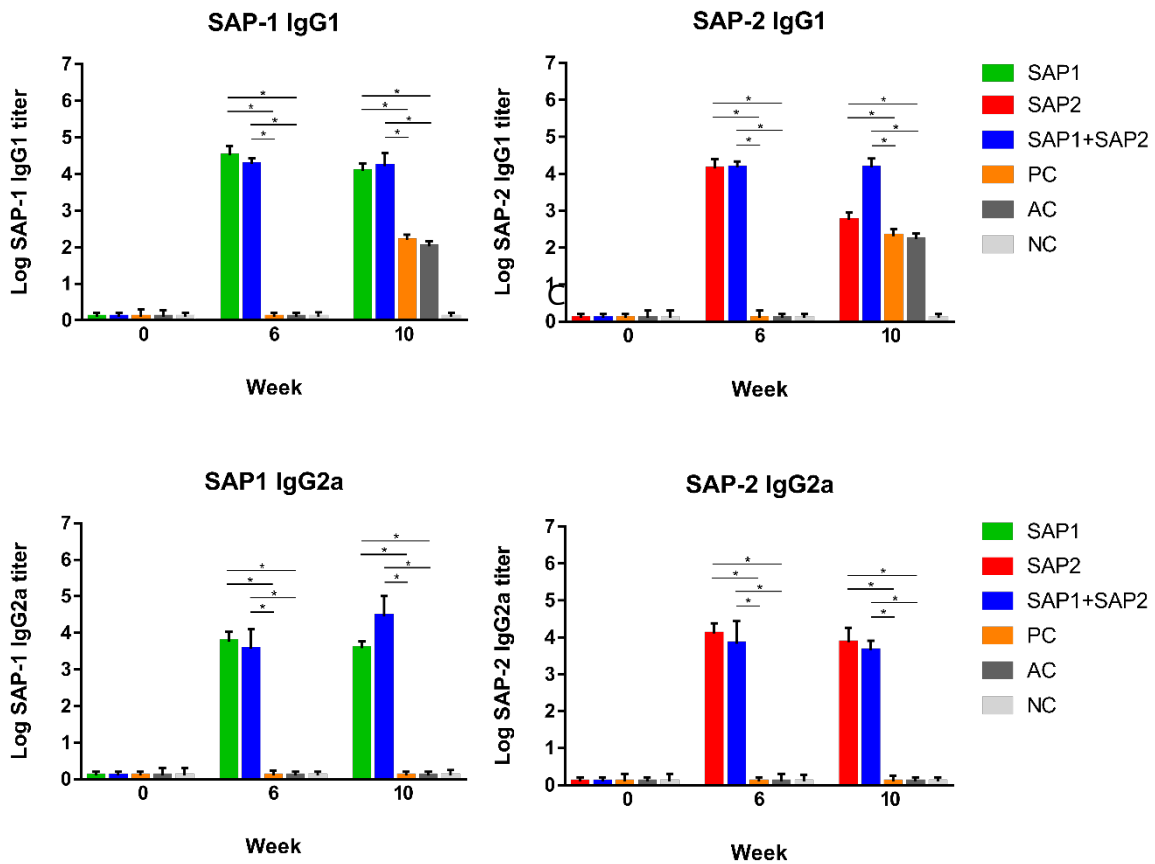 SAP-1 IgG1
Log SAP-1 IgG1 titer
7
6
5
4
3
2
1
0
* * * *
* * * *
0 6 10
Week
SAP-2 IgG1
Log SAP-2 IgG1 titer
7
6
5
4
3
2
1
0
C
* * * *
* * * *
0 6 10
Week
SAP1
SAP2
SAP1+SAP2
PC
AC
NC
SAP1 IgG2a
Log SAP-1 IgG2a titer
7
6
5
4
3
2
1
0
* * * *
* * * *
0 6 10
Week
SAP-2 IgG2a
Log SAP-2 IgG2a titer
7
6
5
4
3
2
1
0
* * * *
* * * *
0 6 10
Week
SAP1
SAP2
SAP1+SAP2
PC
AC
NC